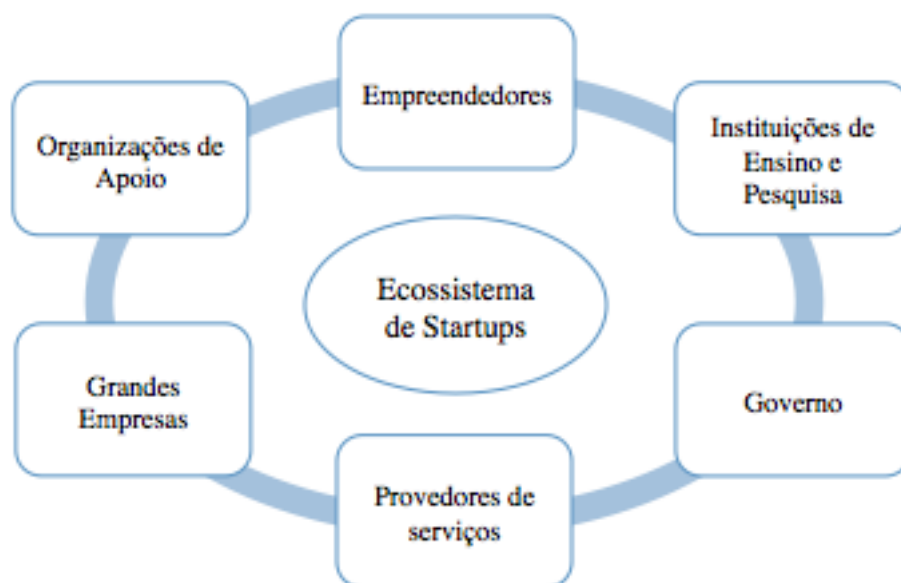 Empreendedores
Instituições de
Ensino e
Pesquisa
Governo
Provedores de
serviços
Grandes
Empresas
Organizações de
Apoio
Ecossistema
de Startups